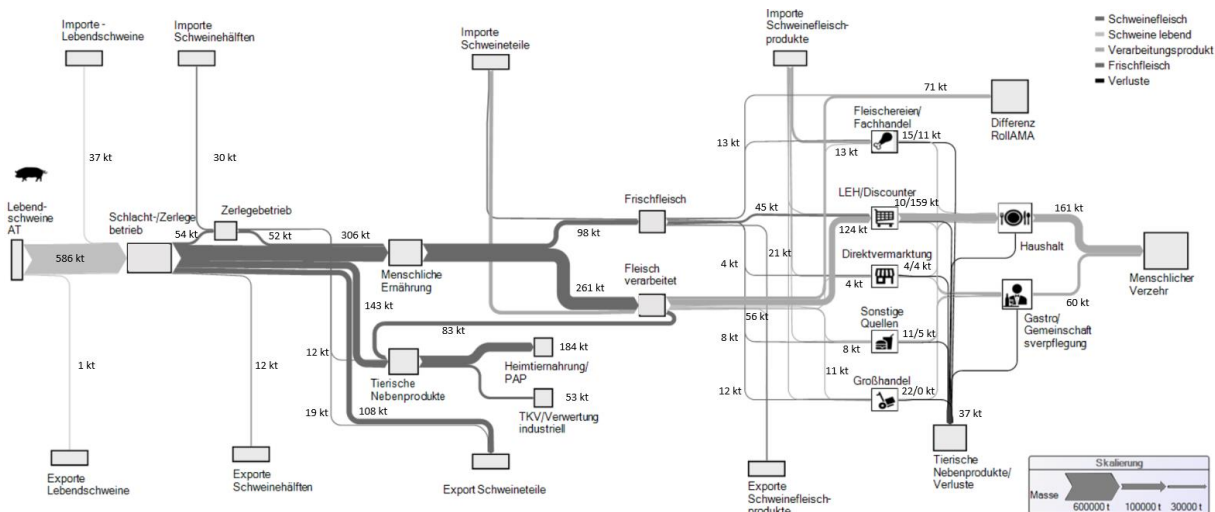 Importe -
Lebendschweine
Importe
Schweinehälften
Importe
Schweineteile
Importe
Schweinefleisch-
produkte
Schweinefleisch
Schweine lebend
Verarbeitungsprodukt
Frischfleisch
Verluste
71 kt
Differenz
RollAMA
Fleischereien/
Fachhandel
15/11 kt
13 kt
13 kt
37 kt
30 kt
Lebend-
schweine
AT
Schlacht-/Zerlege
betrieb
Zerlegebetrieb
54 kt
52 kt
306 kt
586 kt
Menschliche
Ernährung
Frischfleisch
98 kt
45 kt
LEH/Discounter
10/159 kt
124 kt
Haushalt
161 kt
Menschlicher
Verzehr
21 kt
Direktvermarktung
4/4 kt
4 kt
4 kt
Fleisch
verarbeitet
261 kt
143 kt
83 kt
56 kt
Sonstige
Quellen
11/5 kt
8 kt
8 kt
Gastro/
Gemeinschaft
sverpflegung
60 kt
1 kt
12 kt
12 kt
Tierische
Nebenprodukte
184 kt
Heimtiernahrung/
PAP
53 kt
TKV/Verwertung
industriell
11 kt
Großhandel
22/0 kt
12 kt
19 kt
108 kt
37 kt
Exporte
Lebendschweine
Exporte
Schweinehälften
Export Schweineteile
Exporte
Schweinefleisch-
produkte
Tierische
Nebenprodukte/
Verluste
Skalierung
Masse
600000 t
100000 t
30000 t